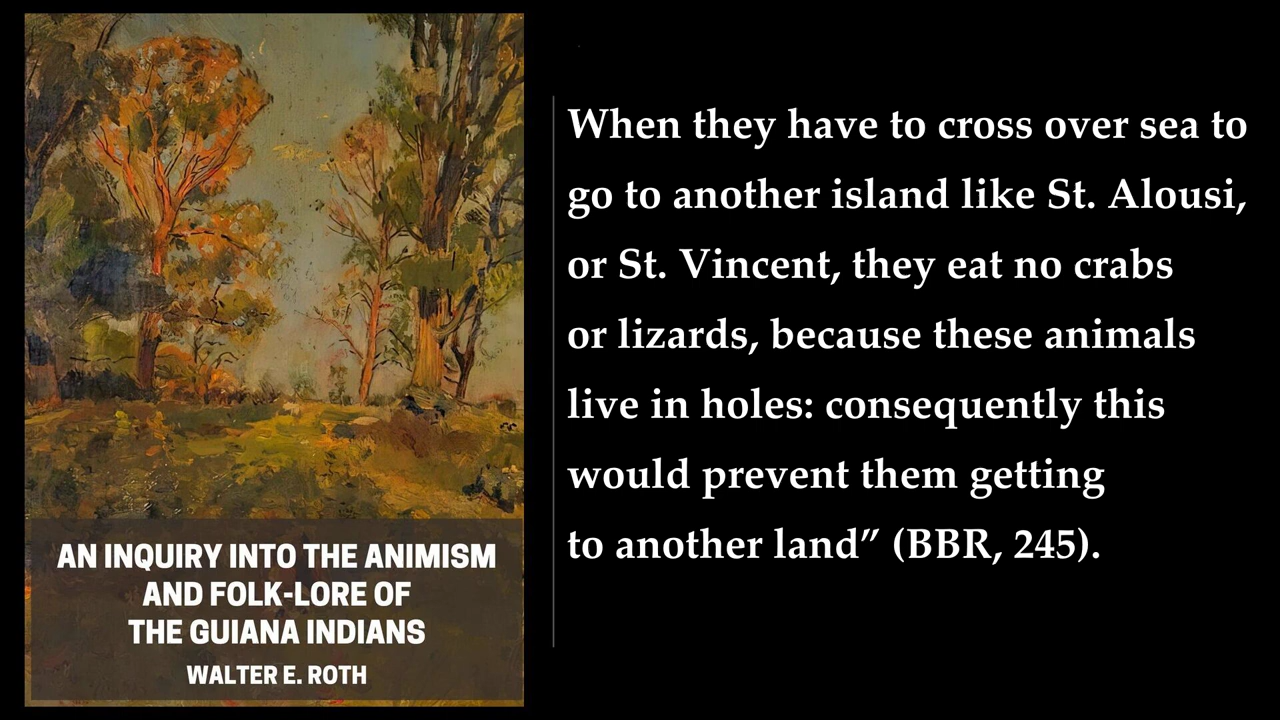 When they have to cross over sea to
go to another island like St. Alousi,
or St. Vincent, they eat no crabs
or lizards, because these animals
live in holes: consequently this
would prevent them getting
to another land” (BBR, 245).
AN INQUIRY INTO THE ANIMISM
AND FOLK-LORE OF
THE GUIANA INDIANS
WALTER E. ROTH